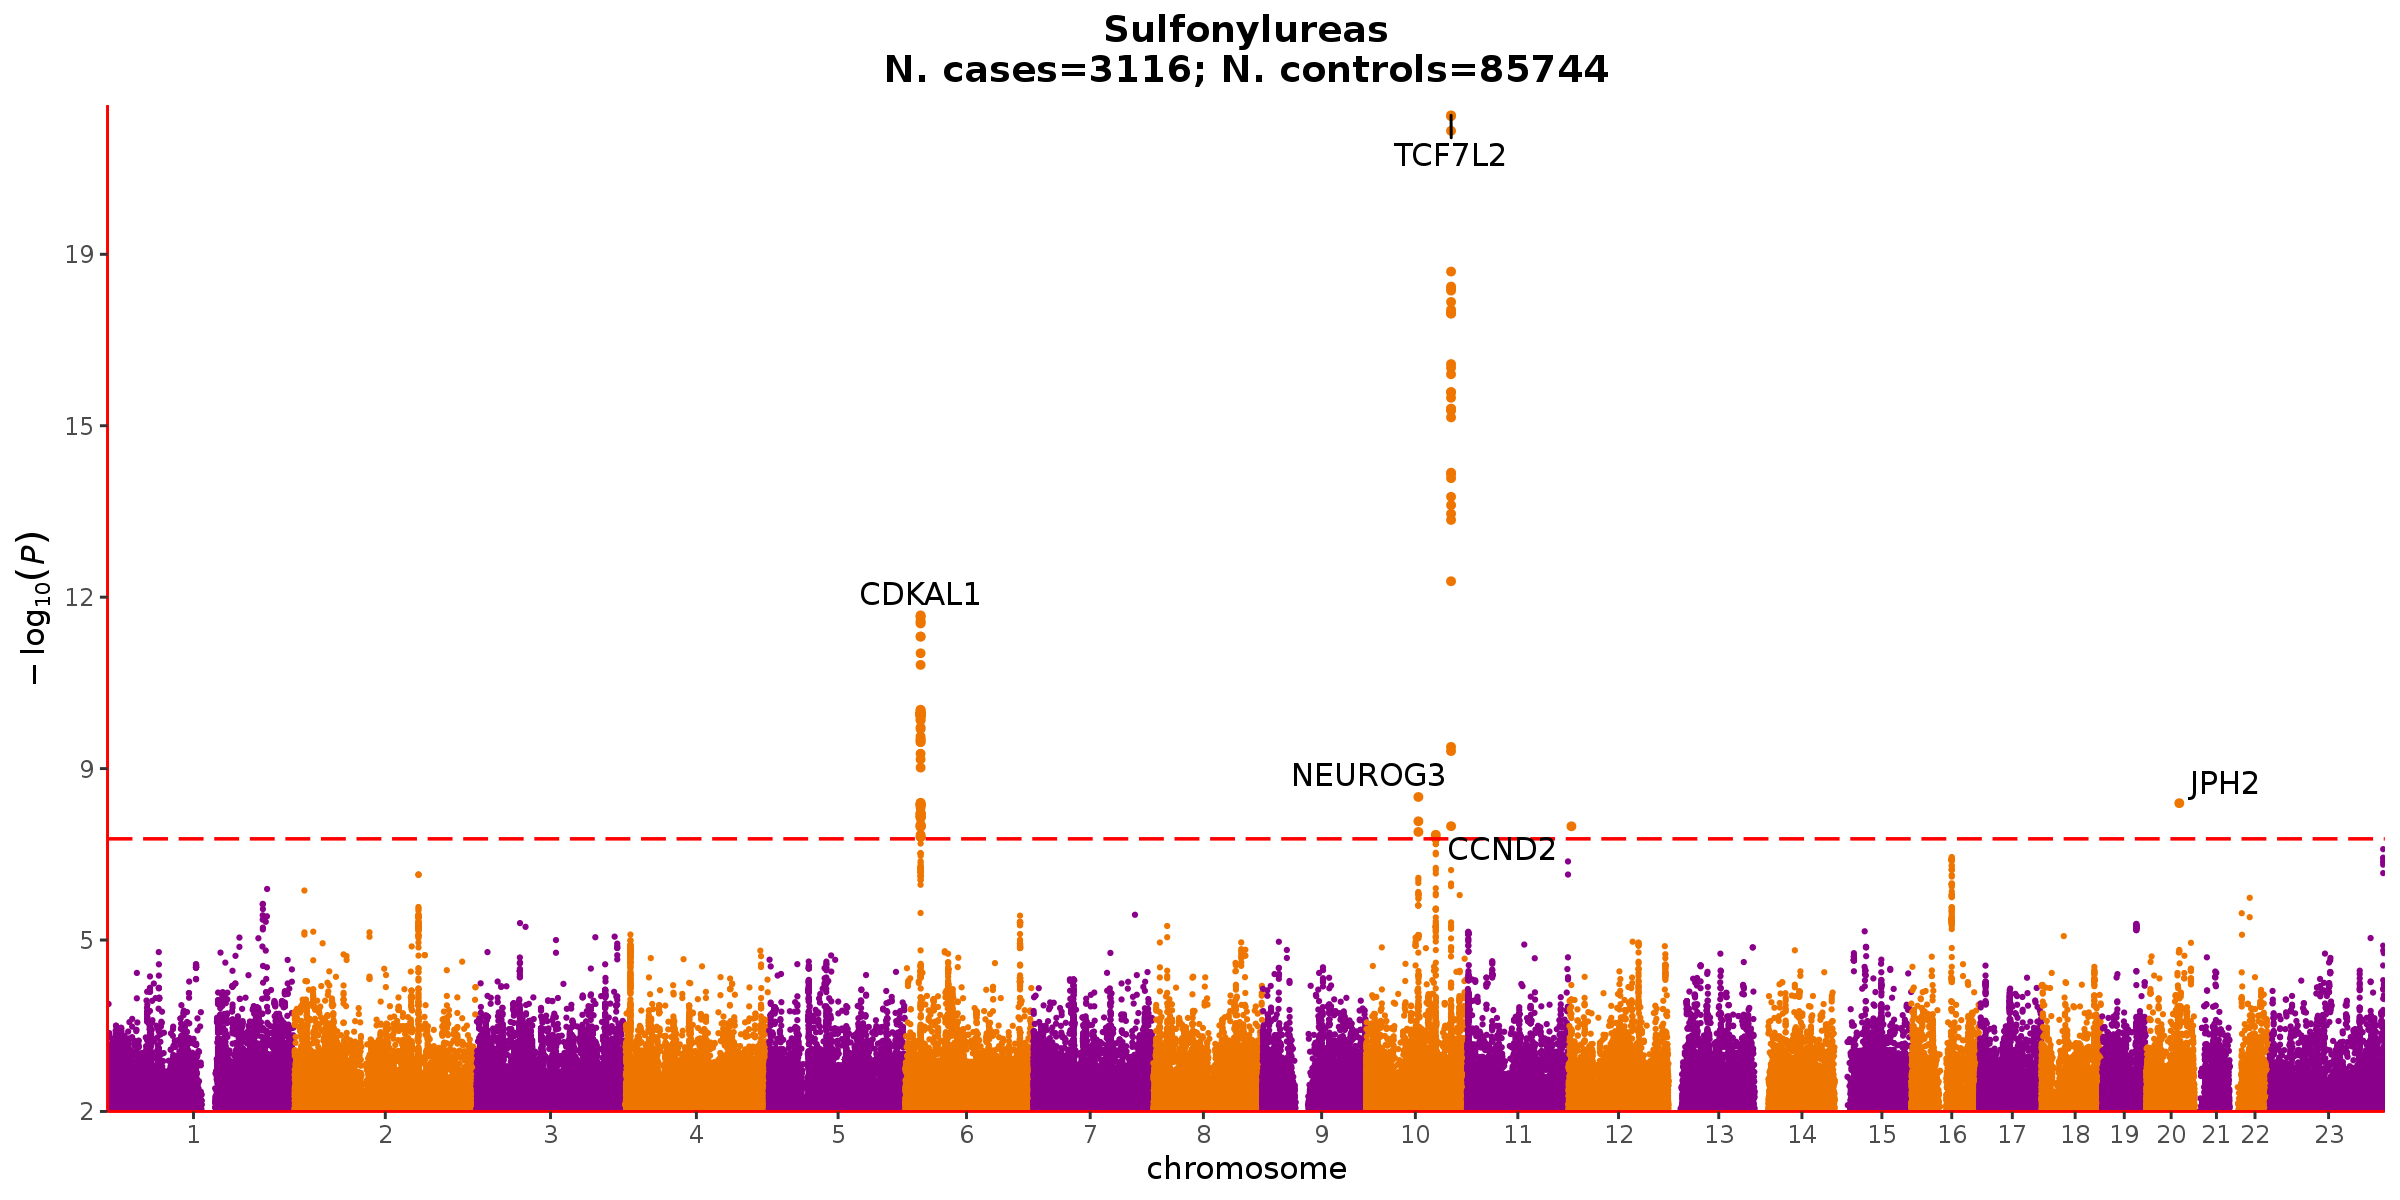 Sulfonylureas
N. cases=3116; N. controls=85744
TCF7L2
19
15
CDKAL1
12
NEUROG3
9
JPH2
CCND2
5
2
−log10(P)
1 2 3 4 5 6 7 8 9 10 11 12 13 14 15 16 17 18 19 20 21 22 23
chromosome